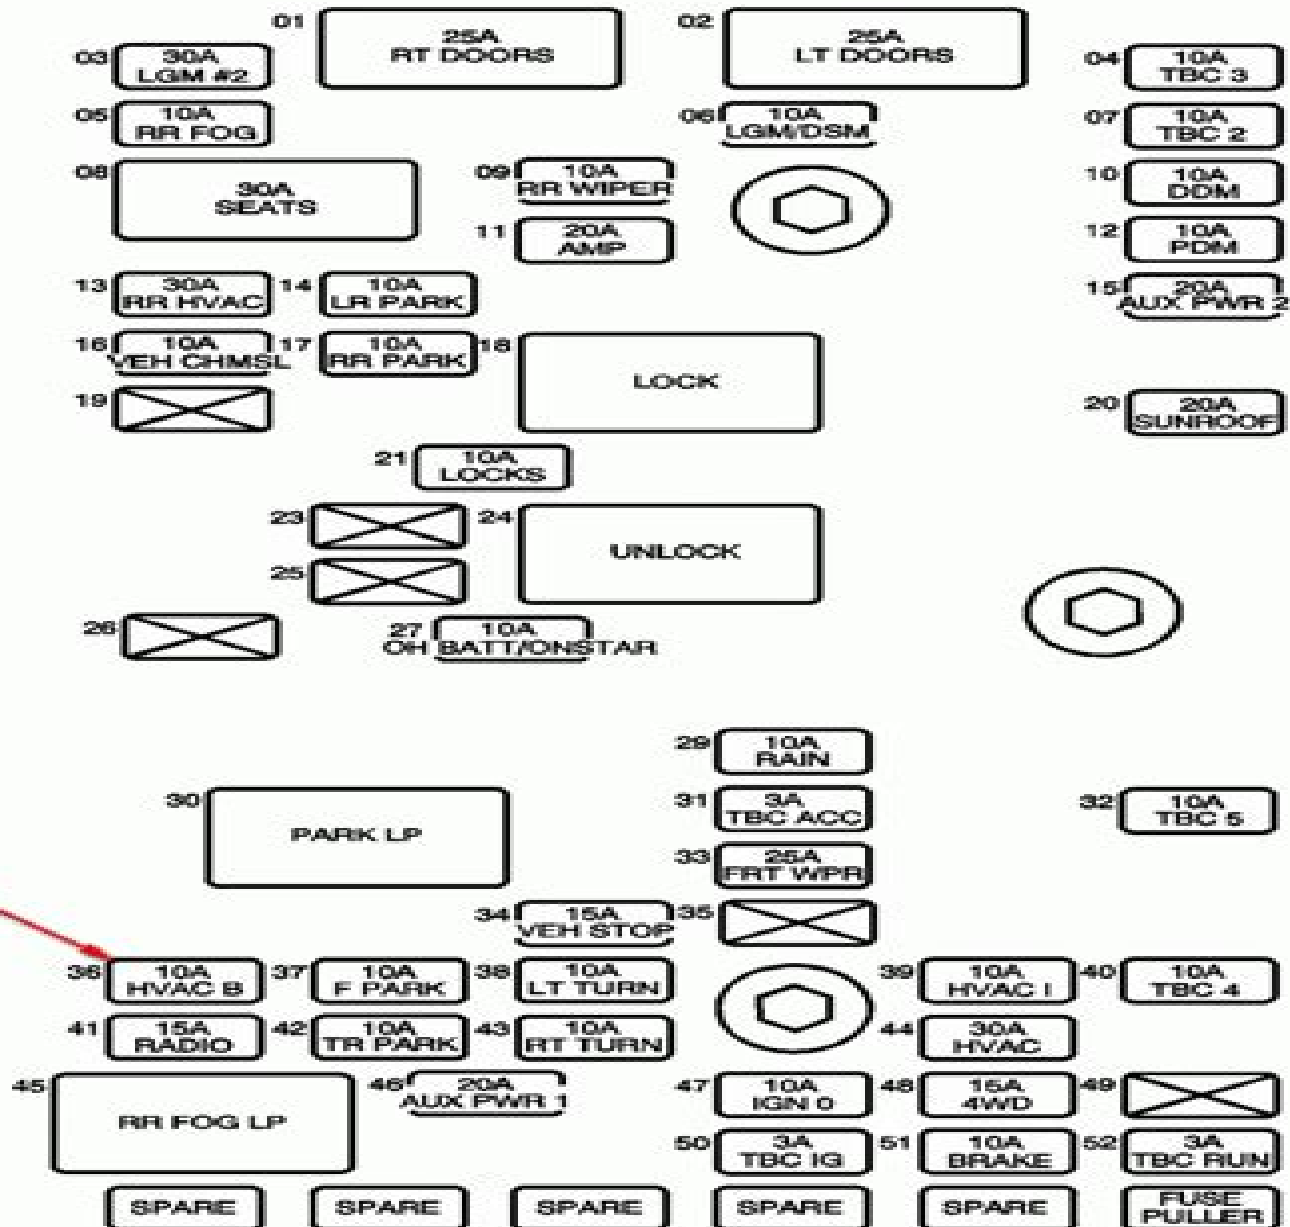 01 25A
RT DOORS
02 25A
LT DOORS
03 30A
LGM #2
04 10A
TBC 3
05 10A
RR FOG
06 10A
LGM/DSM
07 10A
TBC 2
08 30A
SEATS
09 10A
RR WIPER
10 10A
DDM
11 20A
AMP
12 10A
PDM
13 30A
RR HVAC
14 10A
LR PARK
15 20A
AUX PWR 2
16 10A
VEH CHMSL
17 10A
RR PARK
18 LOCK
19
20 20A
SUNROOF
21 10A
LOCKS
23
24 UNLOCK
25
26
27 10A
OH BATT/ONSTAR
29 10A
RAIN
30 PARK LP
31 3A
TBC ACC
32 10A
TBC 5
33 25A
FRT WPR
34 15A
VEH STOP
35
36 10A
HVAC B
37 10A
F PARK
38 10A
LT TURN
39 10A
HVAC I
40 10A
TBC 4
41 15A
RADIO
42 10A
TR PARK
43 10A
RT TURN
44 30A
HVAC
45 RR FOG LP
46 20A
AUX PWR 1
47 10A
IGN 0
48 15A
4WD
49
50 3A
TBC IG
51 10A
BRAKE
52 3A
TBC RUN
SPARE
SPARE
SPARE
SPARE
SPARE
FUSE
PULLER